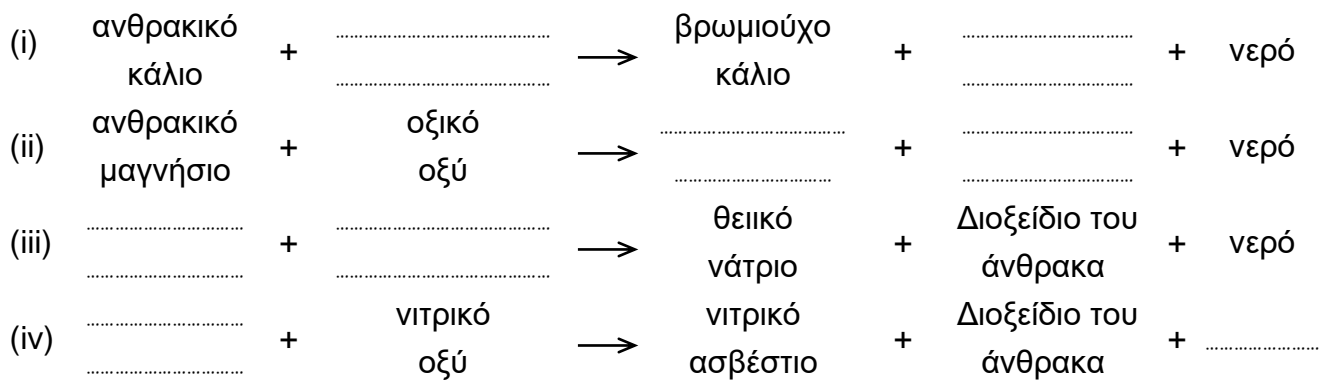 (i) ανθρακικό κάλιο + ........................................ ........................................ → βρωμιούχο κάλιο + ................................ ................................ + νερό
(ii) ανθρακικό μαγνήσιο + οξικό οξύ → .................................. ............................. + ................................ ................................ + νερό
(iii) ............................. ............................. + ........................................ ........................................ → θειικό νάτριο + Διοξείδιο του άνθρακα + νερό
(iv) ............................. ............................. + νιτρικό οξύ → νιτρικό ασβέστιο + Διοξείδιο του άνθρακα + .....................